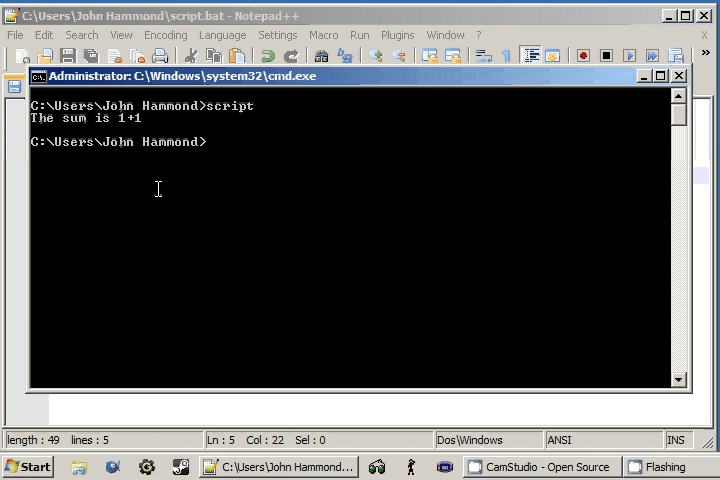 C:\Users\John Hammond\script.bat - Notepad++
File Edit Search View Encoding Language Settings Macro Run Plugins Window ? X
Administrator: C:\Windows\system32\cmd.exe
C:\Users\John Hammond>script
The sum is 1+1
C:\Users\John Hammond>
length : 49 lines : 5 Ln : 5 Col : 22 Sel : 0 Dos\Windows ANSI INS
Start C:\Users\John Hammond... CamStudio - Open Source Flashing